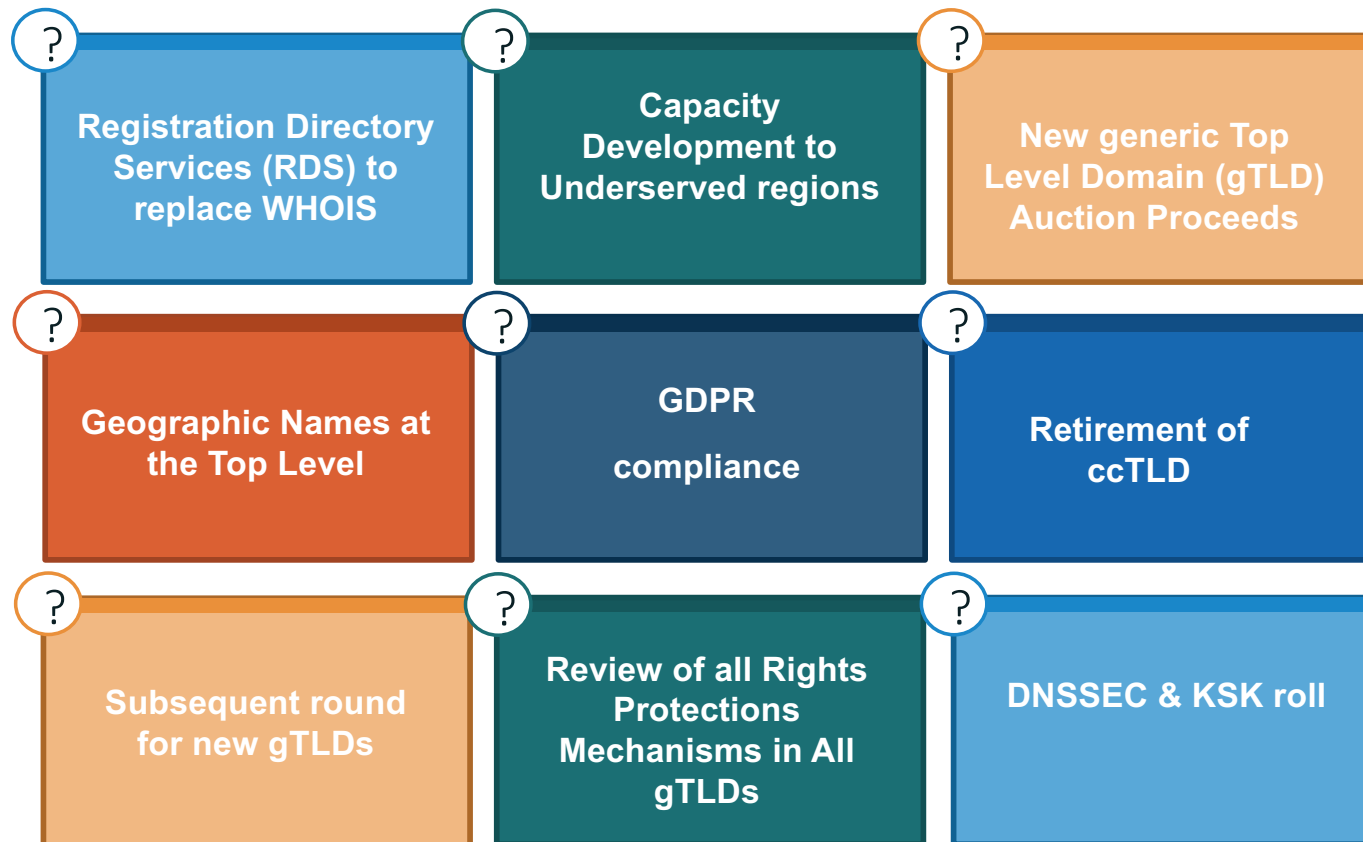 ?
Registration Directory
Services (RDS) to
replace WHOIS
?
Capacity
Development to
Underserved regions
?
New generic Top
Level Domain (gTLD)
Auction Proceeds
?
Geographic Names at
the Top Level
?
GDPR
compliance
?
Retirement of
ccTLD
?
Subsequent round
for new gTLDs
?
Review of all Rights
Protections
Mechanisms in All
gTLDs
?
DNSSEC & KSK roll